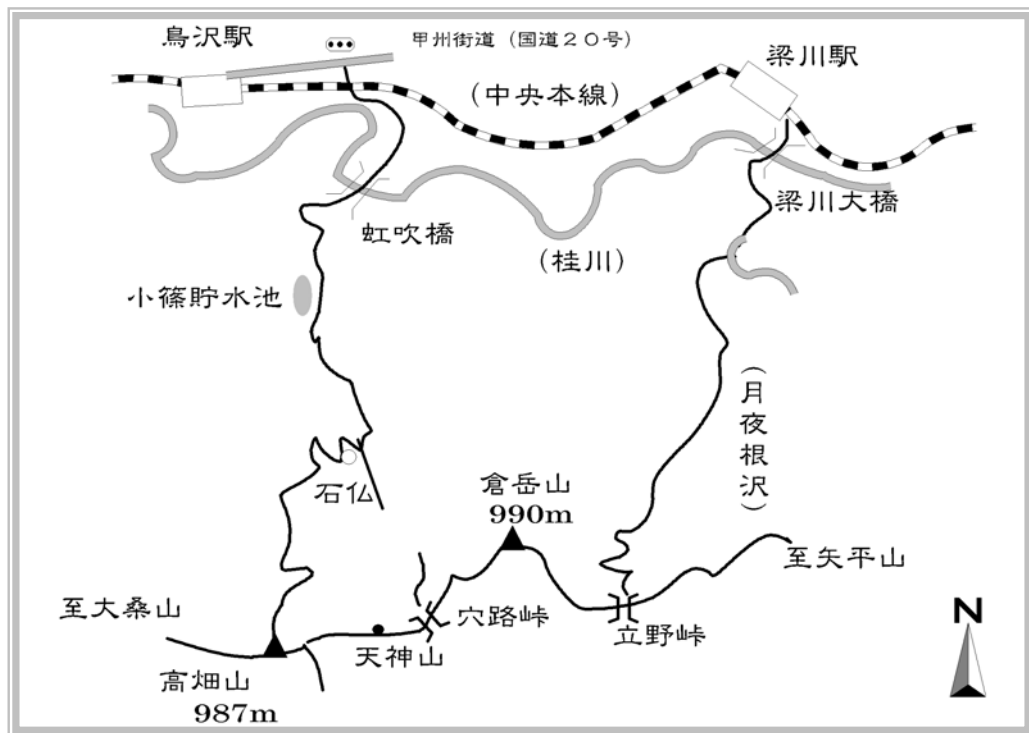 鳥沢駅
甲州街道（国道２０号）
梁川駅
（中央本線）
虹吹橋
梁川大橋
（桂川）
小篠貯水池
（月夜根沢）
石仏
倉岳山
990m
至矢平山
至大桑山
穴路峠
立野峠
天神山
高畑山
987m
N